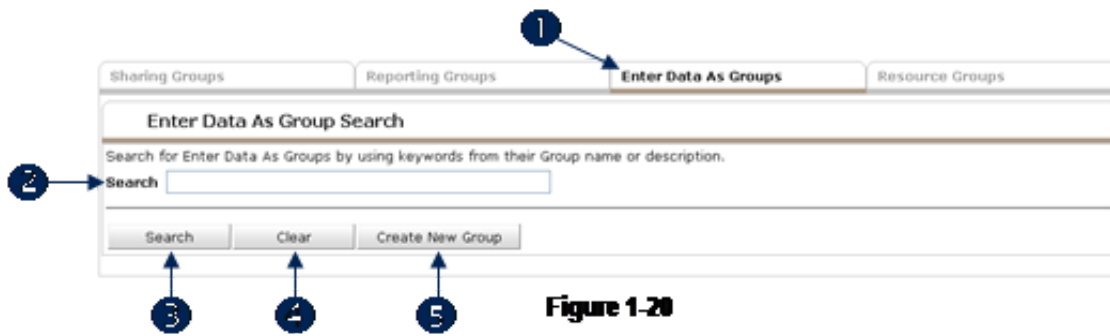 1
Sharing Groups Reporting Groups Enter Data As Groups Resource Groups
Enter Data As Group Search
Search for Enter Data As Groups by using keywords from their Group name or description.
2 Search
Search Clear Create New Group
3 4 5
Figure 1-20